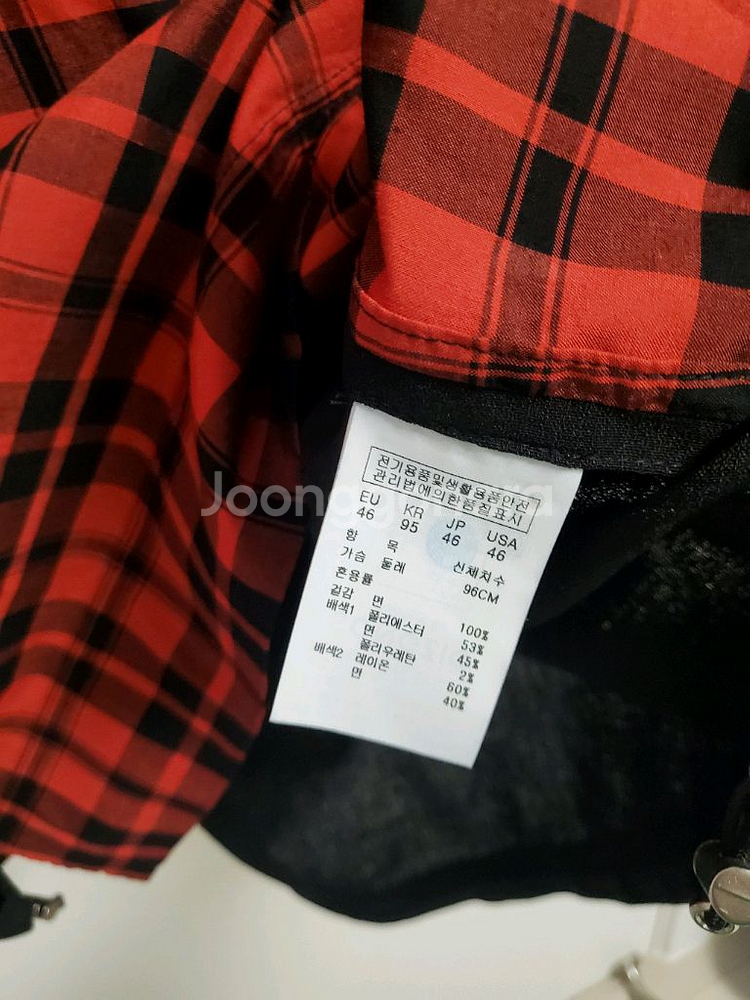 전기용품및생활용품안전
관리법에의한품질표시
EU KR JP USA
46 95 46 46
항 목 신체치수
가슴 둘레 96CM
혼용률
겉감 면 100%
배색1 폴리에스터 53%
면 45%
폴리우레탄 2%
배색2 레이온 60%
면 40%
Joonggonara